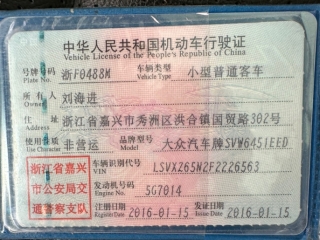 中华人民共和国机动车行驶证
Vehicle License of the People's Republic of China
号牌号码 Plate No. 浙F0488M 车辆类型 Vehicle Type 小型普通客车
所有人 Owner 刘海进
住址 Address 浙江省嘉兴市秀洲区洪合镇国贸路302号
使用性质 Use Character 非营运 品牌型号 Model 大众汽车牌SVW6451EED
浙江省嘉兴 车辆识别代号 VIN LSVXZ65N2F2226563
市公安局交 发动机号码 Engine No. 5G7014
通警察支队 注册日期 Register Date 2016-01-15 发证日期 Issue Date 2016-01-15